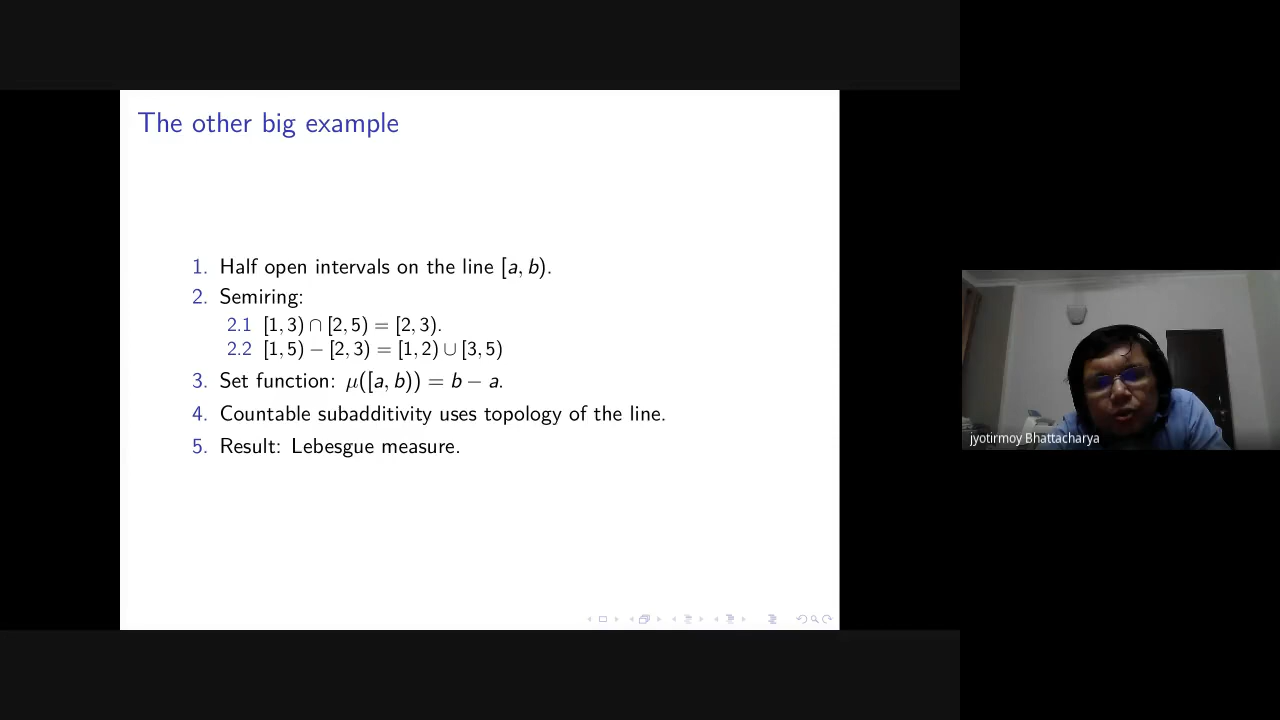 The other big example
1. Half open intervals on the line [a, b).
2. Semiring:
2.1 [1, 3) ∩ [2, 5) = [2, 3).
2.2 [1, 5) − [2, 3) = [1, 2) ∪ [3, 5)
3. Set function: μ([a, b)) = b − a.
4. Countable subadditivity uses topology of the line.
5. Result: Lebesgue measure.
jyotirmoy Bhattacharya